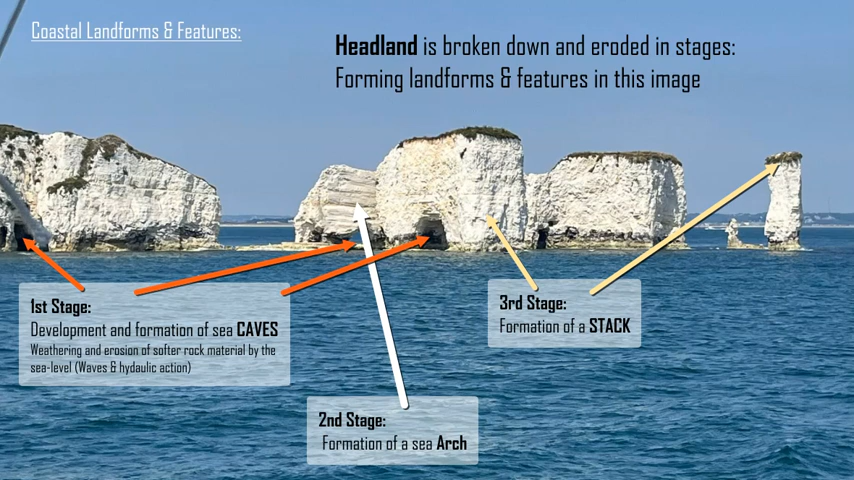 Coastal Landforms & Features:
Headland is broken down and eroded in stages:
Forming landforms & features in this image
1st Stage:
Development and formation of sea CAVES
Weathering and erosion of softer rock material by the
sea-level (Waves & hydaulic action)
2nd Stage:
Formation of a sea Arch
3rd Stage:
Formation of a STACK